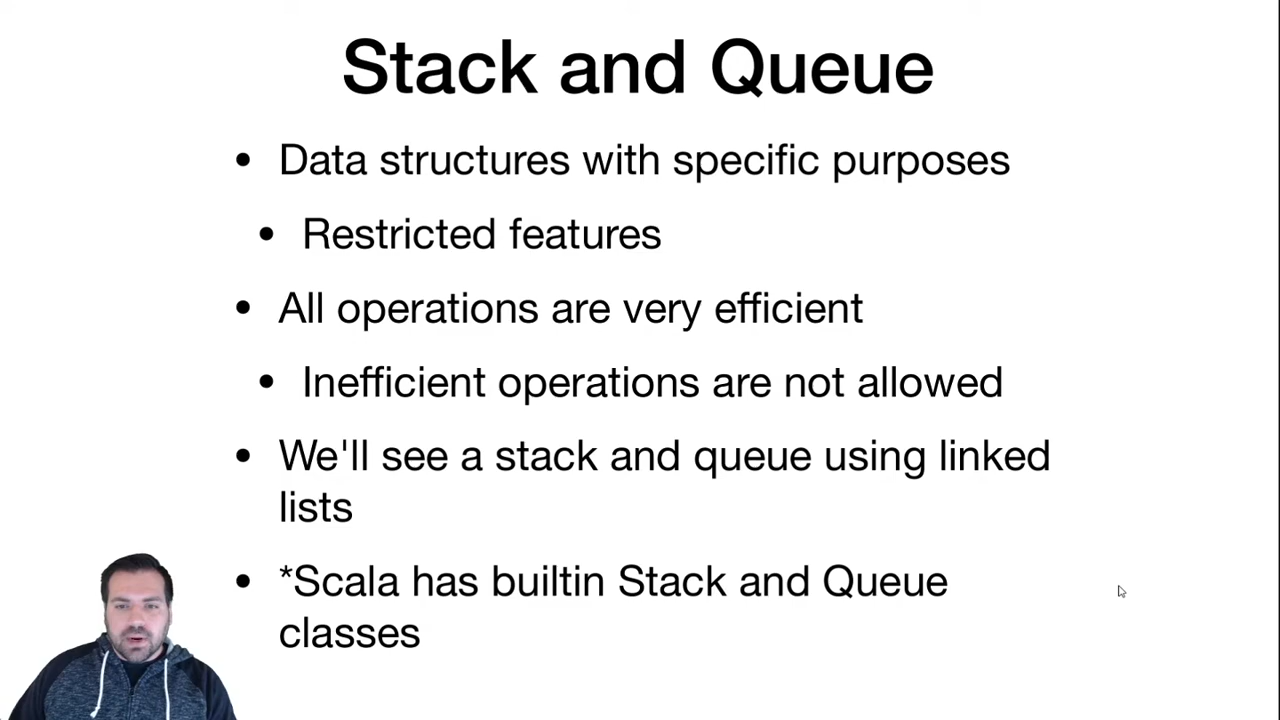 Stack and Queue
• Data structures with specific purposes
• Restricted features
• All operations are very efficient
• Inefficient operations are not allowed
• We'll see a stack and queue using linked
lists
• *Scala has builtin Stack and Queue
classes